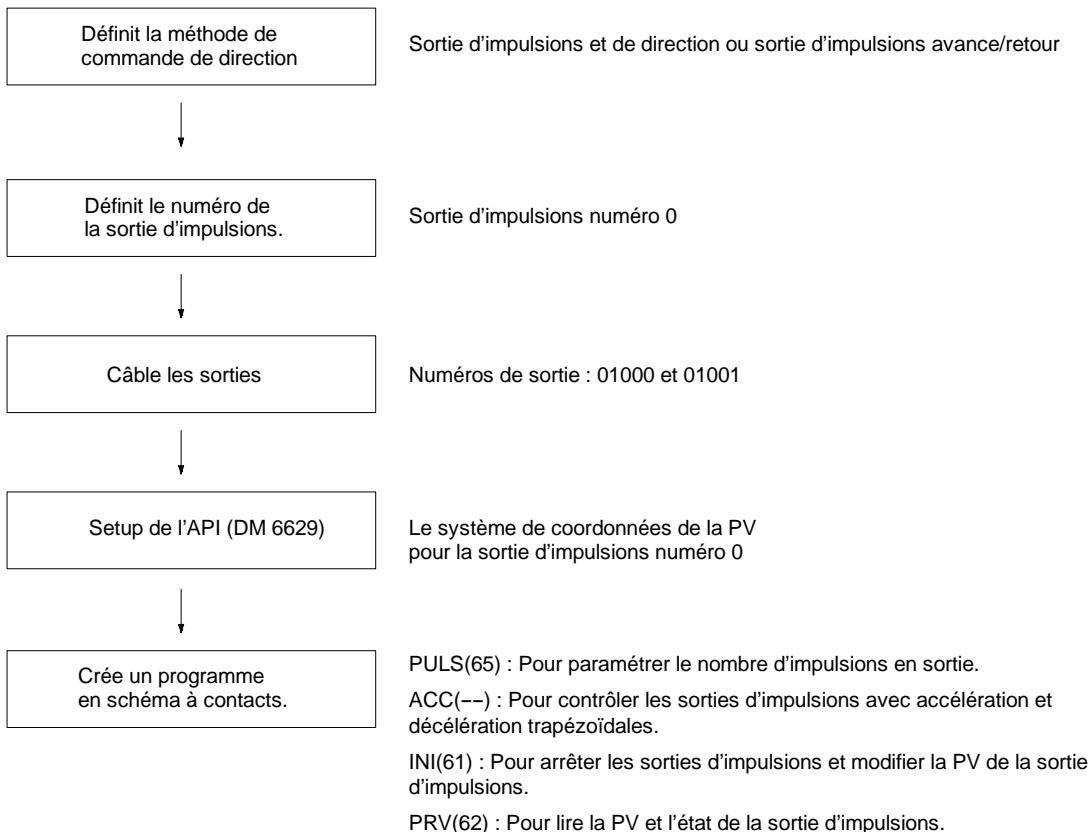 Définit la méthode de
commande de direction
Sortie d'impulsions et de direction ou sortie d'impulsions avance/retour
Définit le numéro de
la sortie d'impulsions.
Sortie d'impulsions numéro 0
Câble les sorties
Numéros de sortie : 01000 et 01001
Setup de l'API (DM 6629)
Le système de coordonnées de la PV
pour la sortie d'impulsions numéro 0
Crée un programme
en schéma à contacts.
PULS(65) : Pour paramétrer le nombre d'impulsions en sortie.
ACC(--) : Pour contrôler les sorties d'impulsions avec accélération et
décélération trapézoïdales.
INI(61) : Pour arrêter les sorties d'impulsions et modifier la PV de la sortie
d'impulsions.
PRV(62) : Pour lire la PV et l'état de la sortie d'impulsions.